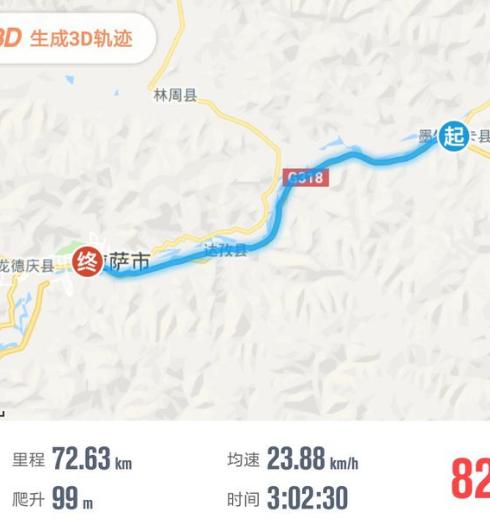 3D 生成3D轨迹
林周县
墨 起 卡县
G318
达孜县
龙德庆县 终 萨市
里程 72.63 km 均速 23.88 km/h
爬升 99 m 时间 3:02:30
82